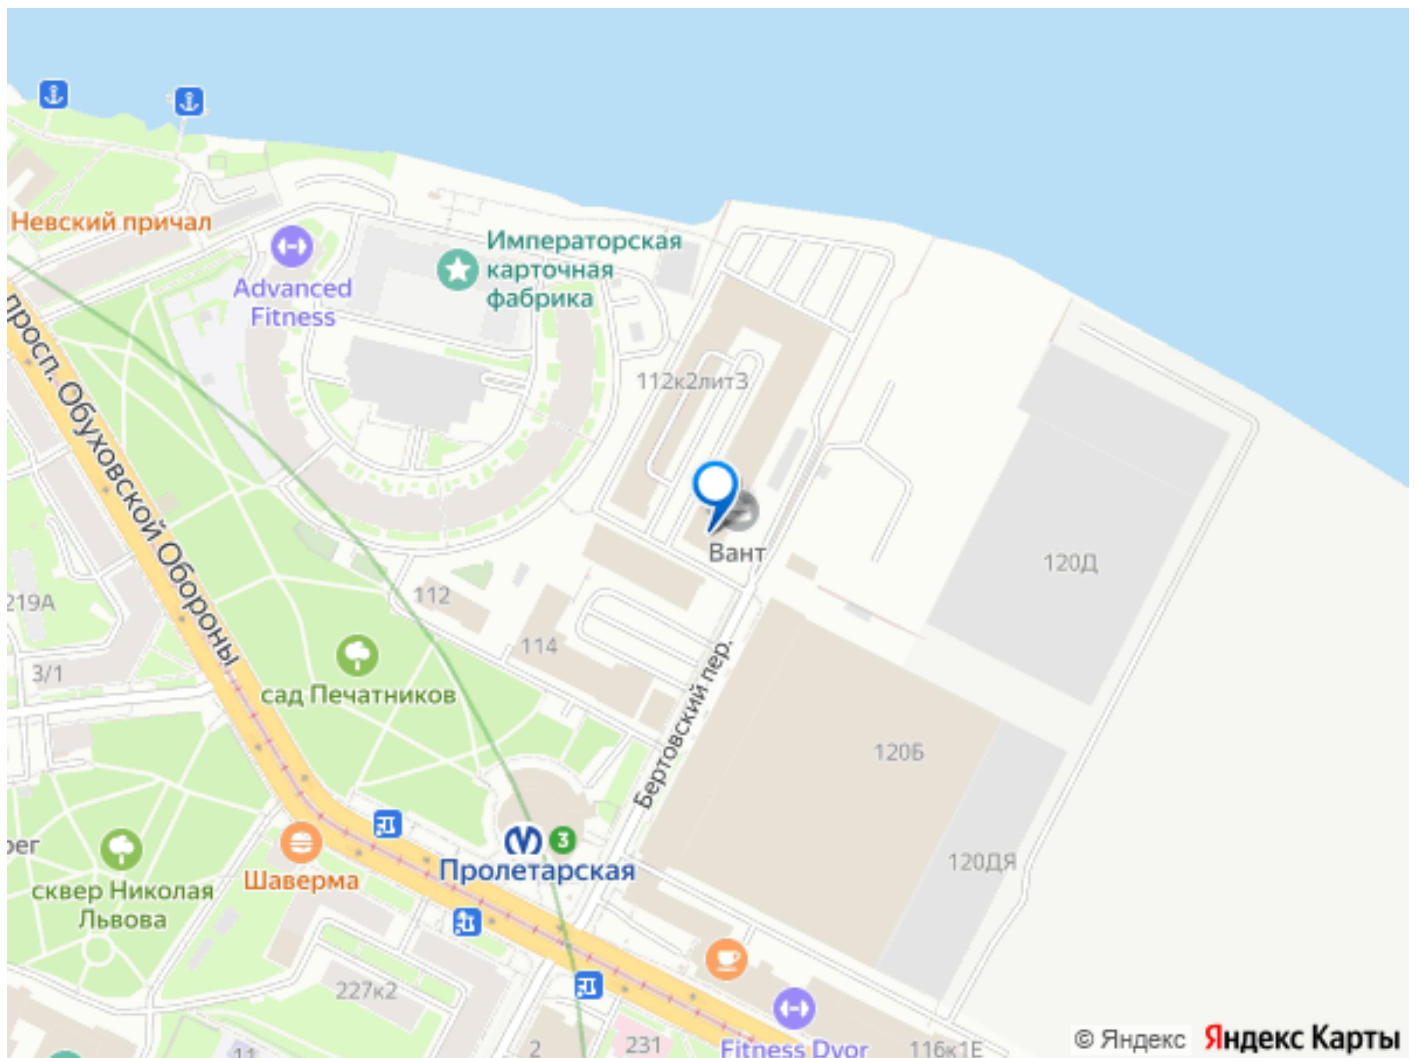 Невский причал
Advanced
Fitness
Императорская
карточная
фабрика
просп. Обуховской Обороны
112к2лит3
Вант
120Д
219А
112
114
3/1
сад Печатников
Бертовский пер.
120Б
рег
3
Пролетарская
Шаверма
сквер Николая
Львова
120ДЯ
227к2
11
2
231
Fitness Dvor
116к1Е
© Яндекс
Яндекс Карты